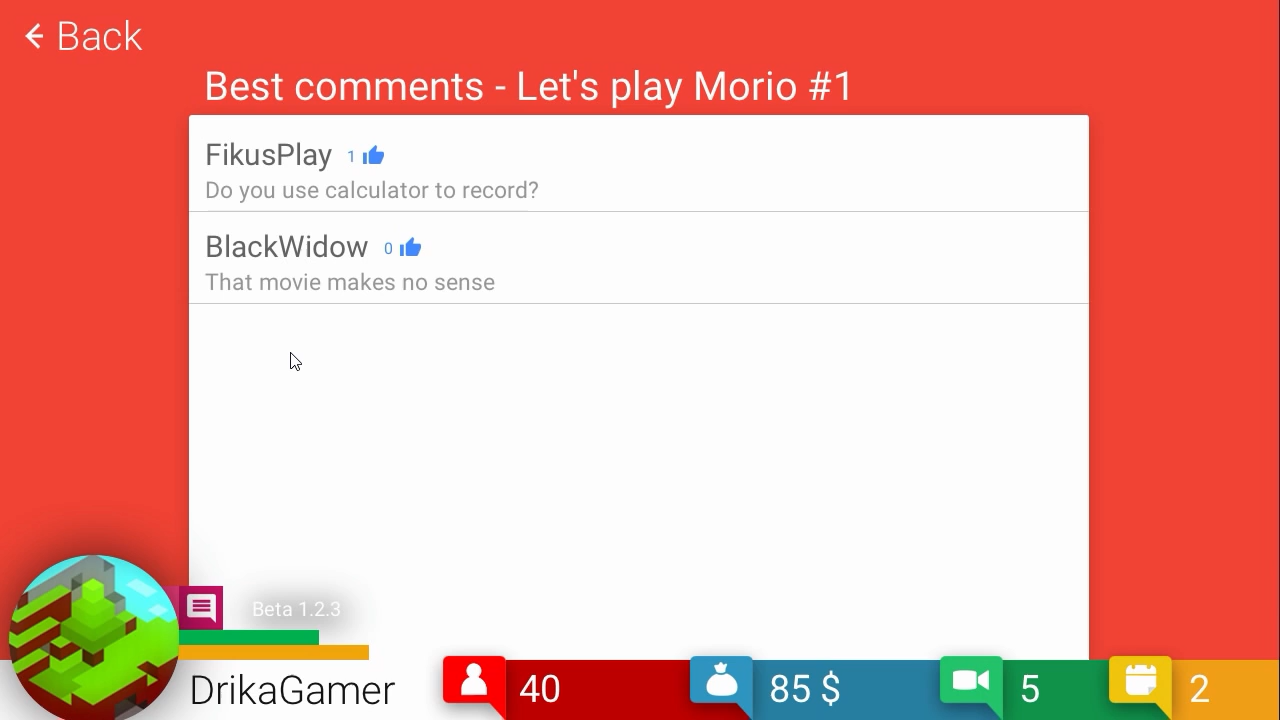 Back
Best comments - Let's play Morio #1
FikusPlay 1
Do you use calculator to record?
BlackWidow 0
That movie makes no sense
Beta 1.2.3
DrikaGamer 40 85 $ 5 2